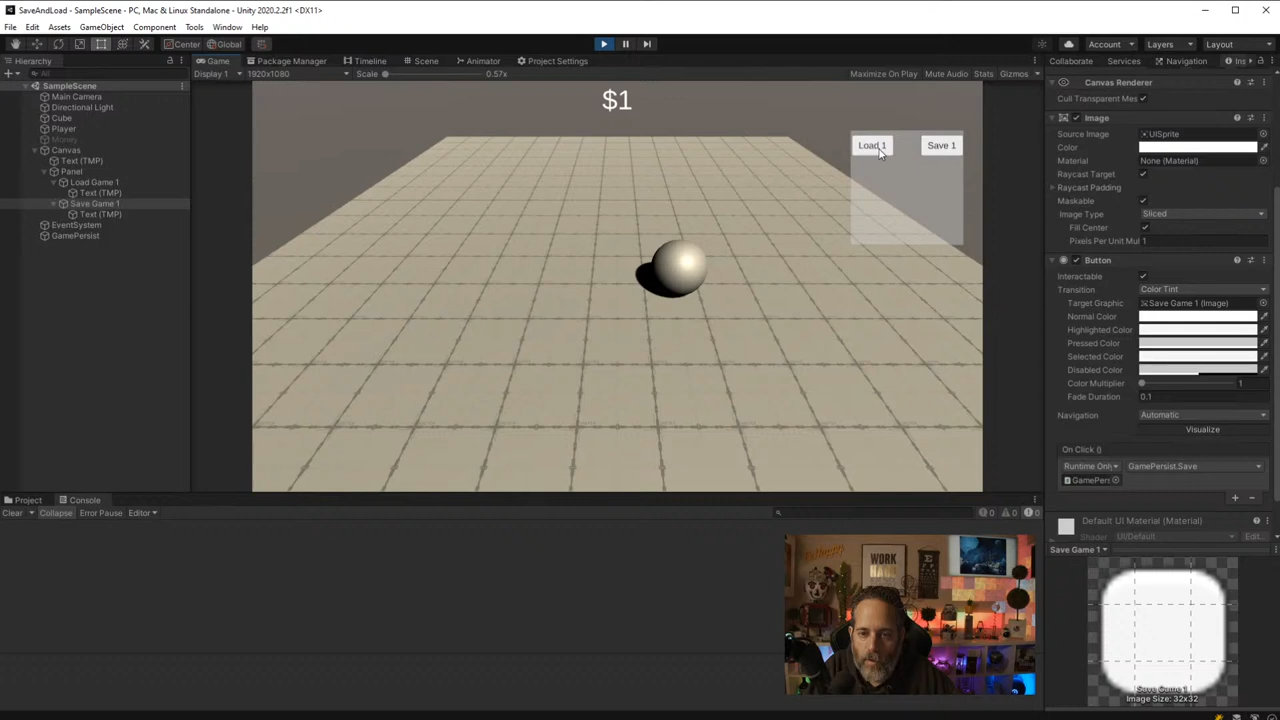 SaveAndLoad - SampleScene - PC, Mac & Linux Standalone - Unity 2020.2.2f1 <DX11>
File Edit Assets GameObject Component Tools Window Help
Center Global Account Layers Layout
Hierarchy
All
SampleScene
Main Camera
Directional Light
Cube
Player
Money
Canvas
Text (TMP)
Panel
Load Game 1
Text (TMP)
Save Game 1
Text (TMP)
EventSystem
GamePersist
Game Package Manager Timeline Scene Animator Project Settings
Display 1 1920x1080 Scale 0.57x Maximize On Play Mute Audio Stats Gizmos
$1
Load 1 Save 1
Collaborate Services Ins
Canvas Renderer
Cull Transparent Mes
Image
Source Image UISprite
Color
Material None (Material)
Raycast Target
Raycast Padding
Maskable
Image Type Sliced
Fill Center
Pixels Per Unit Mul 1
Button
Interactable
Transition Color Tint
Target Graphic Save Game 1 (Image)
Normal Color
Highlighted Color
Pressed Color
Selected Color
Disabled Color
Color Multiplier 1
Fade Duration 0.1
Navigation Automatic
Visualize
On Click ()
Runtime Only GamePersist.Save
GamePers
Default UI Material (Material)
Shader UI/Default Edit...
Save Game 1
Save Game 1
Image Size: 32x32
Project Console
Clear Collapse Error Pause Editor 0 0 0
WORK